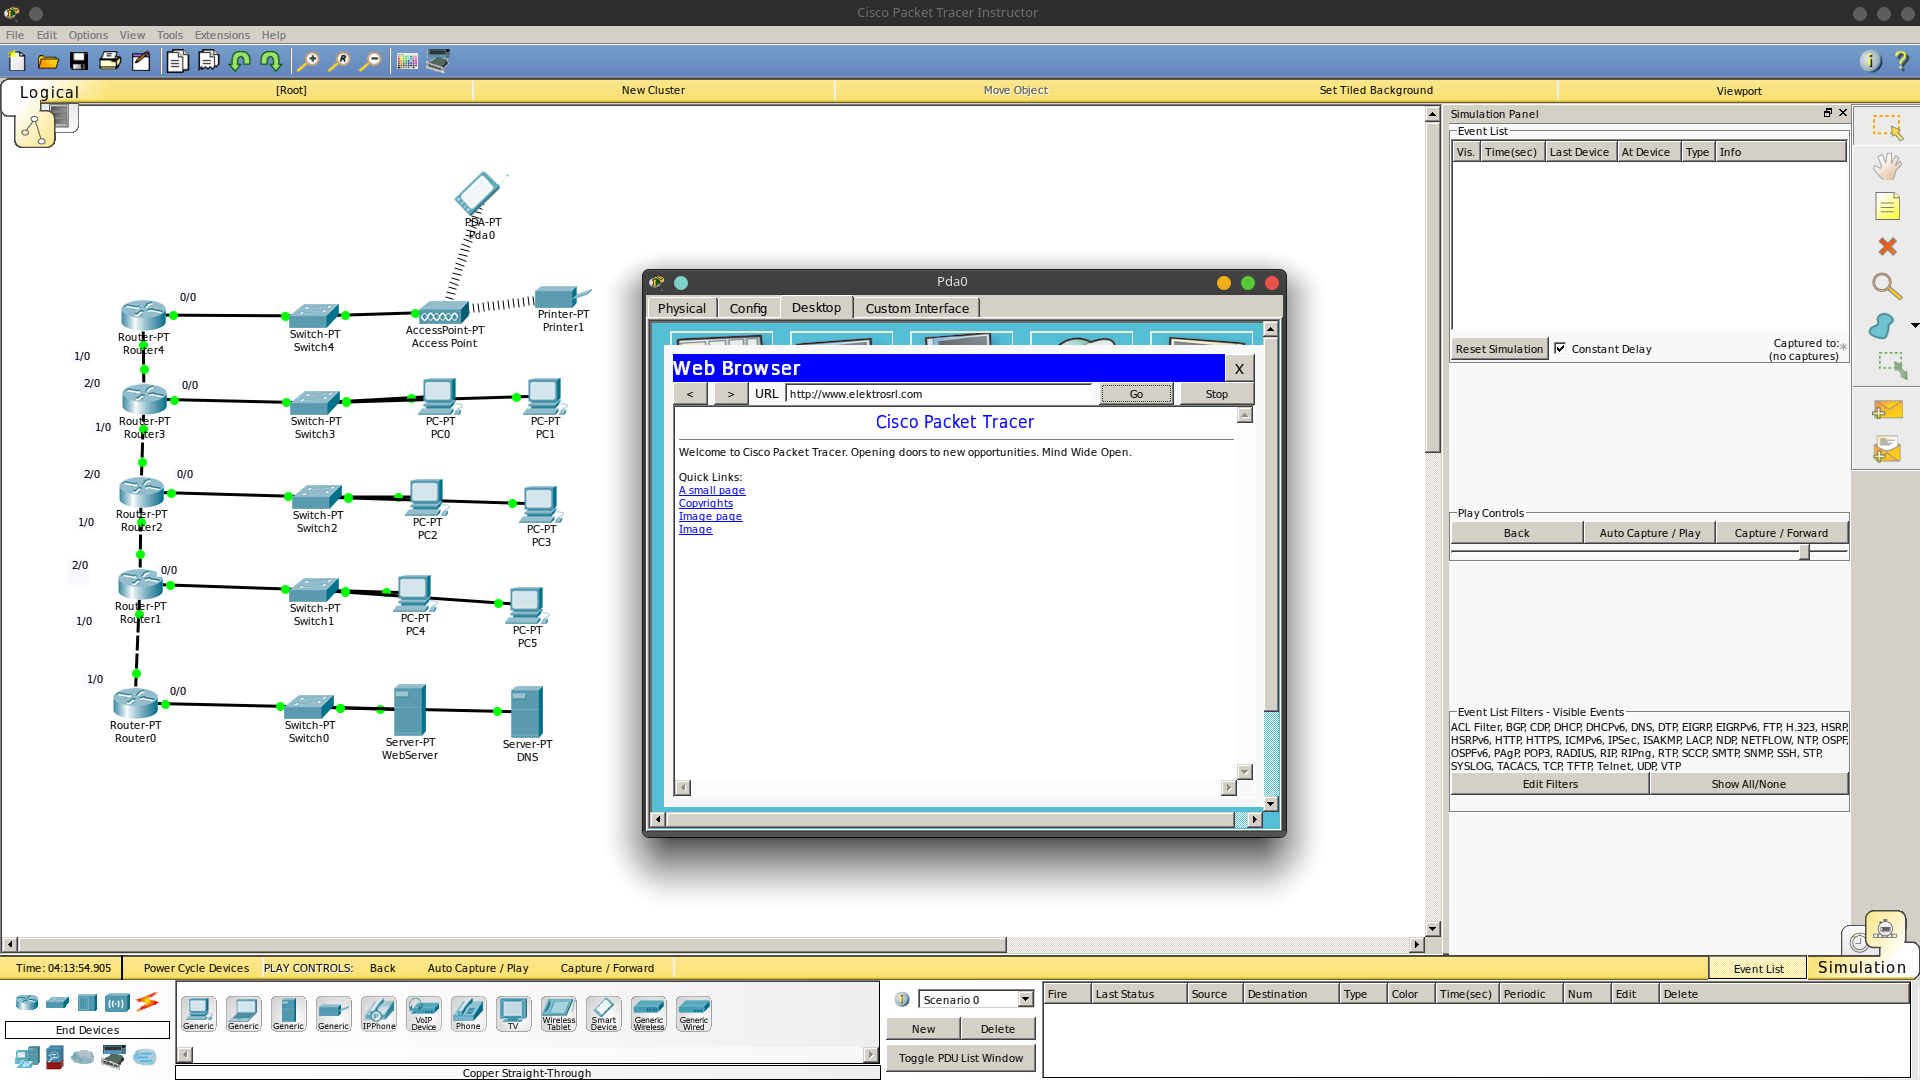 Cisco Packet Tracer Instructor
File Edit Options View Tools Extensions Help
Logical [Root] New Cluster Move Object Set Tiled Background Viewport
PDA-PT
Pda0
0/0
Router-PT
Router4
Switch-PT
Switch4
AccessPoint-PT
Access Point
Printer-PT
Printer1
1/0
2/0
0/0
Router-PT
Router3
Switch-PT
Switch3
PC-PT
PC0
PC-PT
PC1
1/0
2/0
0/0
Router-PT
Router2
Switch-PT
Switch2
PC-PT
PC2
PC-PT
PC3
1/0
2/0
0/0
Router-PT
Router1
Switch-PT
Switch1
PC-PT
PC4
PC-PT
PC5
1/0
1/0
0/0
Router-PT
Router0
Switch-PT
Switch0
Server-PT
WebServer
Server-PT
DNS
Pda0
Physical Config Desktop Custom Interface
Web Browser X
< > URL http://www.elektrosrl.com Go Stop
Cisco Packet Tracer
Welcome to Cisco Packet Tracer. Opening doors to new opportunities. Mind Wide Open.
Quick Links:
A small page
Copyrights
Image page
Image
Simulation Panel
Event List
Vis. Time(sec) Last Device At Device Type Info
Reset Simulation Constant Delay Captured to: *
(no captures)
Play Controls
Back Auto Capture / Play Capture / Forward
Event List Filters - Visible Events
ACL Filter, BGP, CDP, DHCP, DHCPv6, DNS, DTP, EIGRP, EIGRPv6, FTP, H.323, HSRP,
HSRPv6, HTTP, HTTPS, ICMPv6, IPSec, ISAKMP, LACP, NDP, NETFLOW, NTP, OSPF,
OSPFv6, PAgP, POP3, RADIUS, RIP, RIPng, RTP, SCCP, SMTP, SNMP, SSH, STP,
SYSLOG, TACACS, TCP, TFTP, Telnet, UDP, VTP
Edit Filters Show All/None
Time: 04:13:54.905 Power Cycle Devices PLAY CONTROLS: Back Auto Capture / Play Capture / Forward Event List Simulation
End Devices
Generic Generic Generic Generic IPPhone VoIP Device Phone TV Wireless Tablet Smart Device Generic Wireless Generic Wired
Copper Straight-Through
Scenario 0
New Delete
Toggle PDU List Window
Fire Last Status Source Destination Type Color Time(sec) Periodic Num Edit Delete